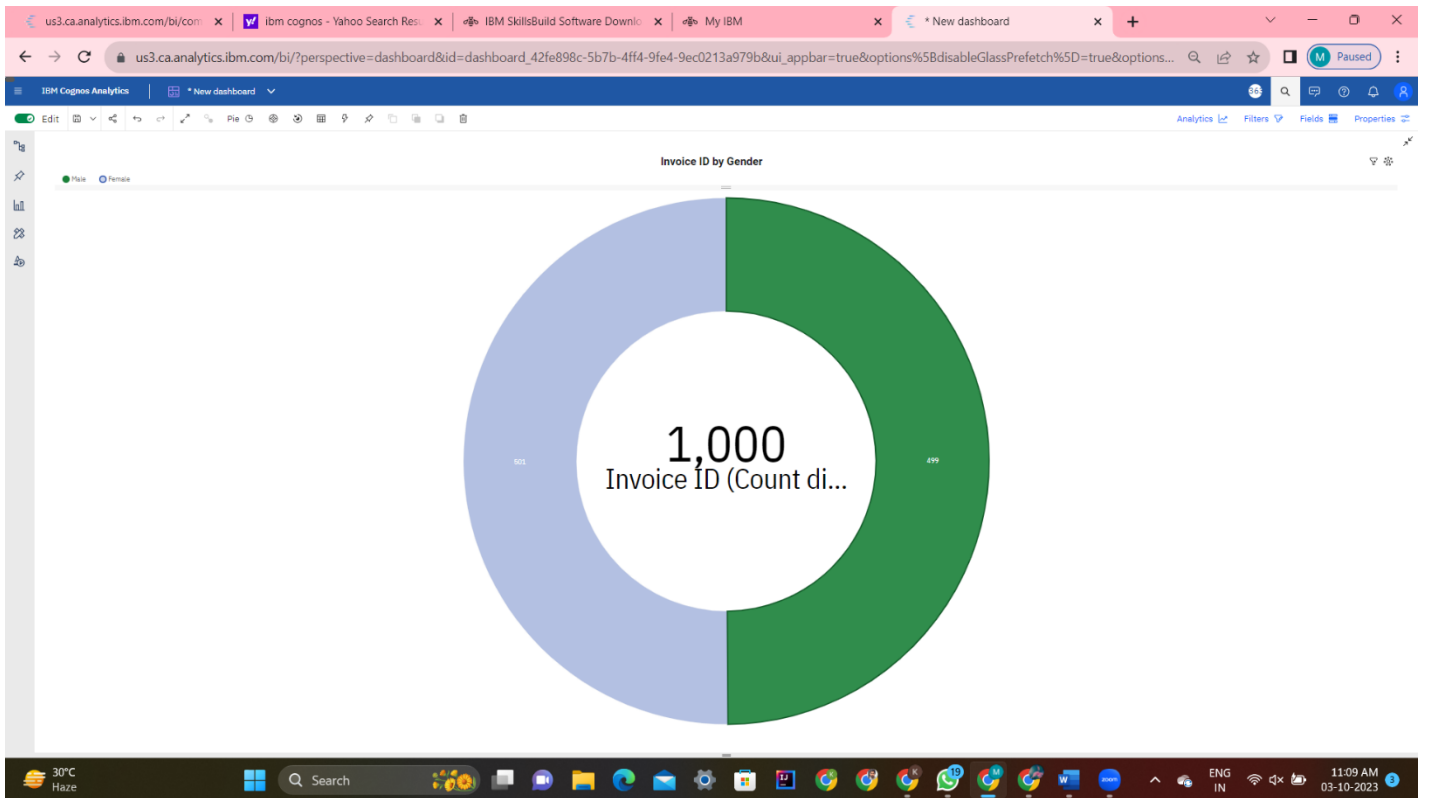 us3.ca.analytics.ibm.com/bi/com
ibm cognos - Yahoo Search Resu
IBM SkillsBuild Software Downlo
My IBM
* New dashboard
us3.ca.analytics.ibm.com/bi/?perspective=dashboard&id=dashboard_42fe898c-5b7b-4ff4-9fe4-9ec0213a979b&ui_appbar=true&options%5BdisableGlassPrefetch%5D=true&options...
M Paused
IBM Cognos Analytics
* New dashboard
Edit
Pie
Analytics
Filters
Fields
Properties
Invoice ID by Gender
Male Female
501
1,000
Invoice ID (Count di...
499
30°C
Haze
Search
19
zoom
ENG
IN
11:09 AM
03-10-2023
3